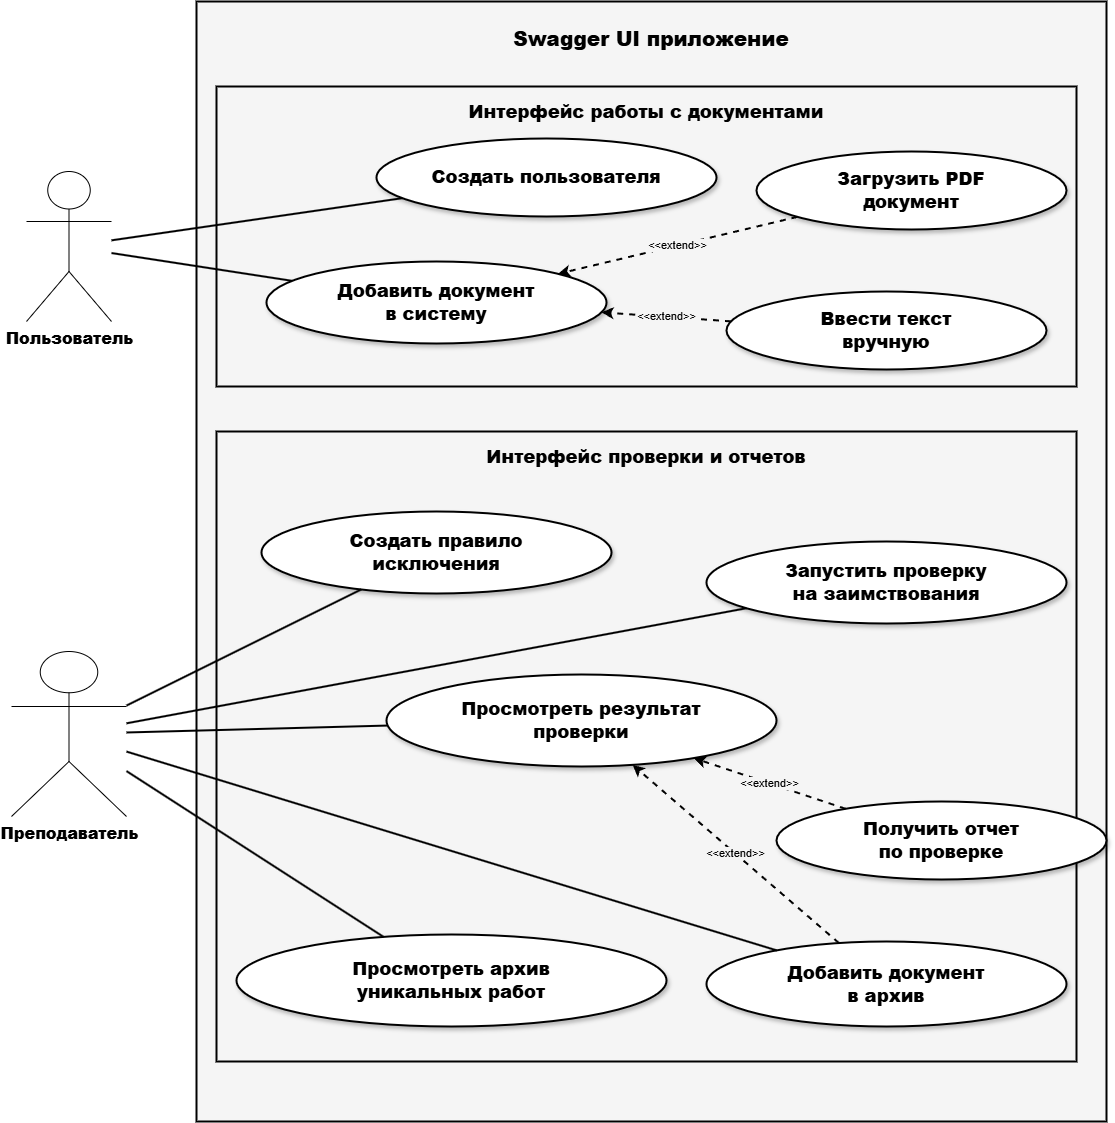 Swagger UI приложение
Интерфейс работы с документами
Создать пользователя
Загрузить PDF
документ
<<extend>>
Добавить документ
в систему
<<extend>>
Ввести текст
вручную
Пользователь
Интерфейс проверки и отчетов
Создать правило
исключения
Запустить проверку
на заимствования
Просмотреть результат
проверки
<<extend>>
Получить отчет
по проверке
<<extend>>
Преподаватель
Просмотреть архив
уникальных работ
Добавить документ
в архив